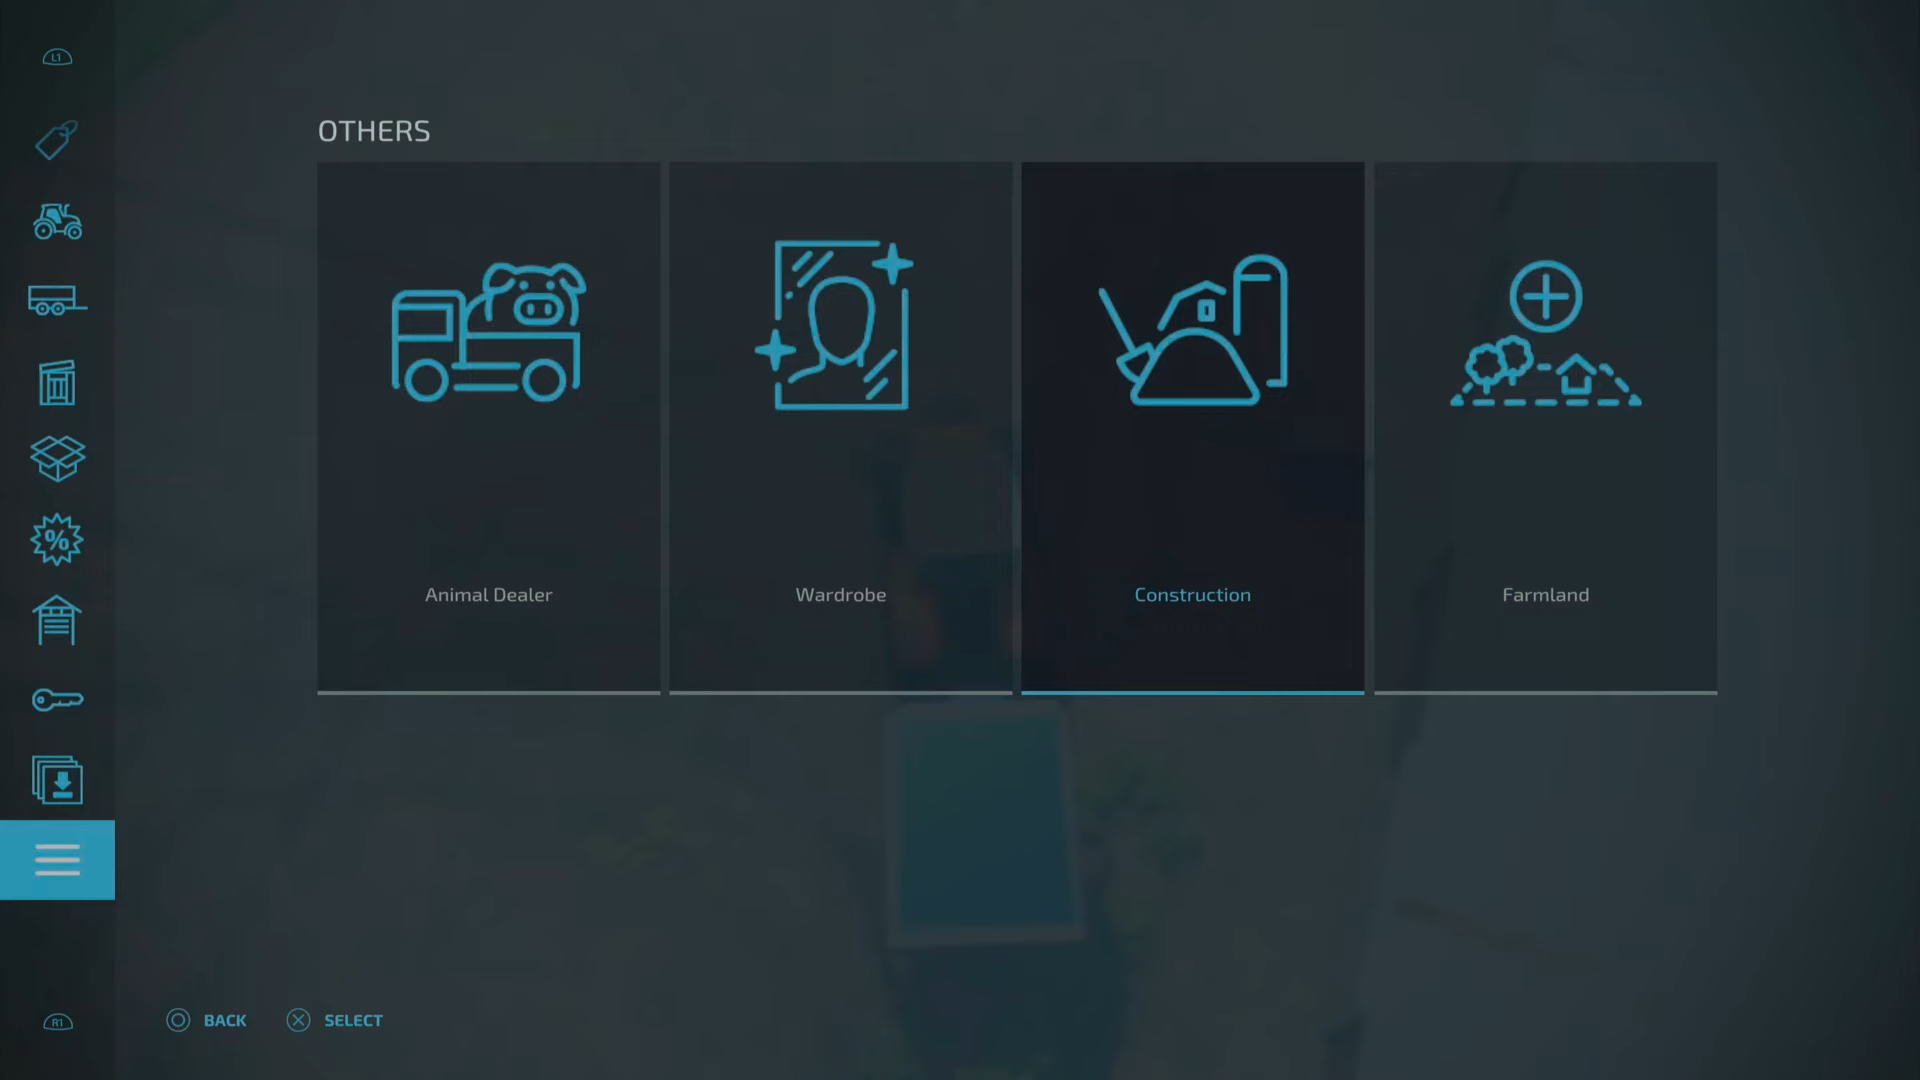 L1
OTHERS
Animal Dealer
Wardrobe
Construction
Farmland
%
R1
BACK
SELECT